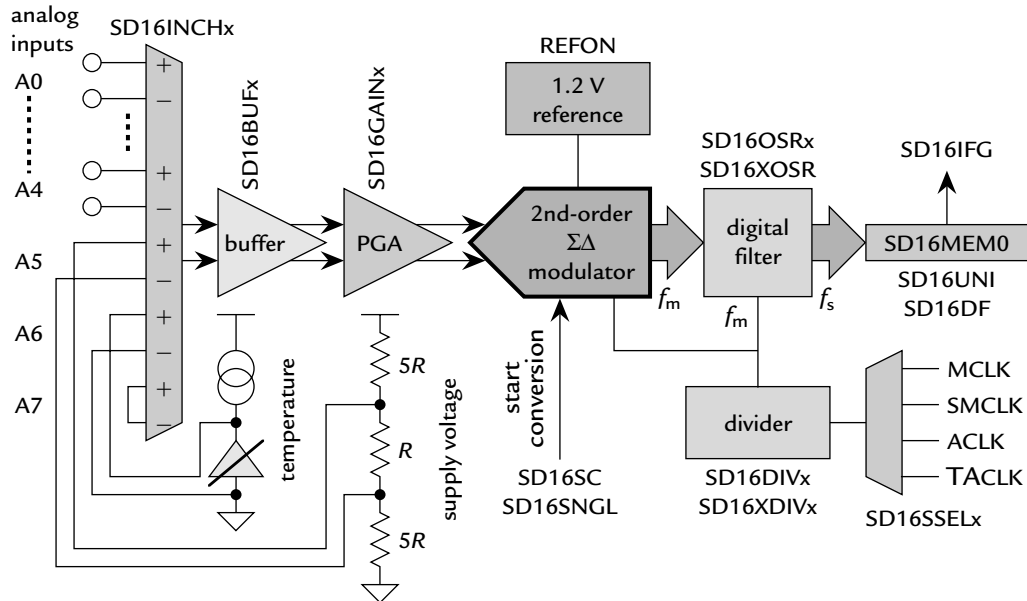 analog
inputs
SD16INCHx
A0
A4
A5
A6
A7
+
−
+
−
+
−
+
−
+
−
SD16BUFx
buffer
SD16GAINx
PGA
temperature
5R
R
5R
supply voltage
REFON
1.2 V
reference
2nd-order
ΣΔ
modulator
start
conversion
SD16SC
SD16SNGL
fm
SD16OSRx
SD16XOSR
digital
filter
fm
fs
SD16IFG
SD16MEM0
SD16UNI
SD16DF
divider
SD16DIVx
SD16XDIVx
MCLK
SMCLK
ACLK
TACLK
SD16SSELx